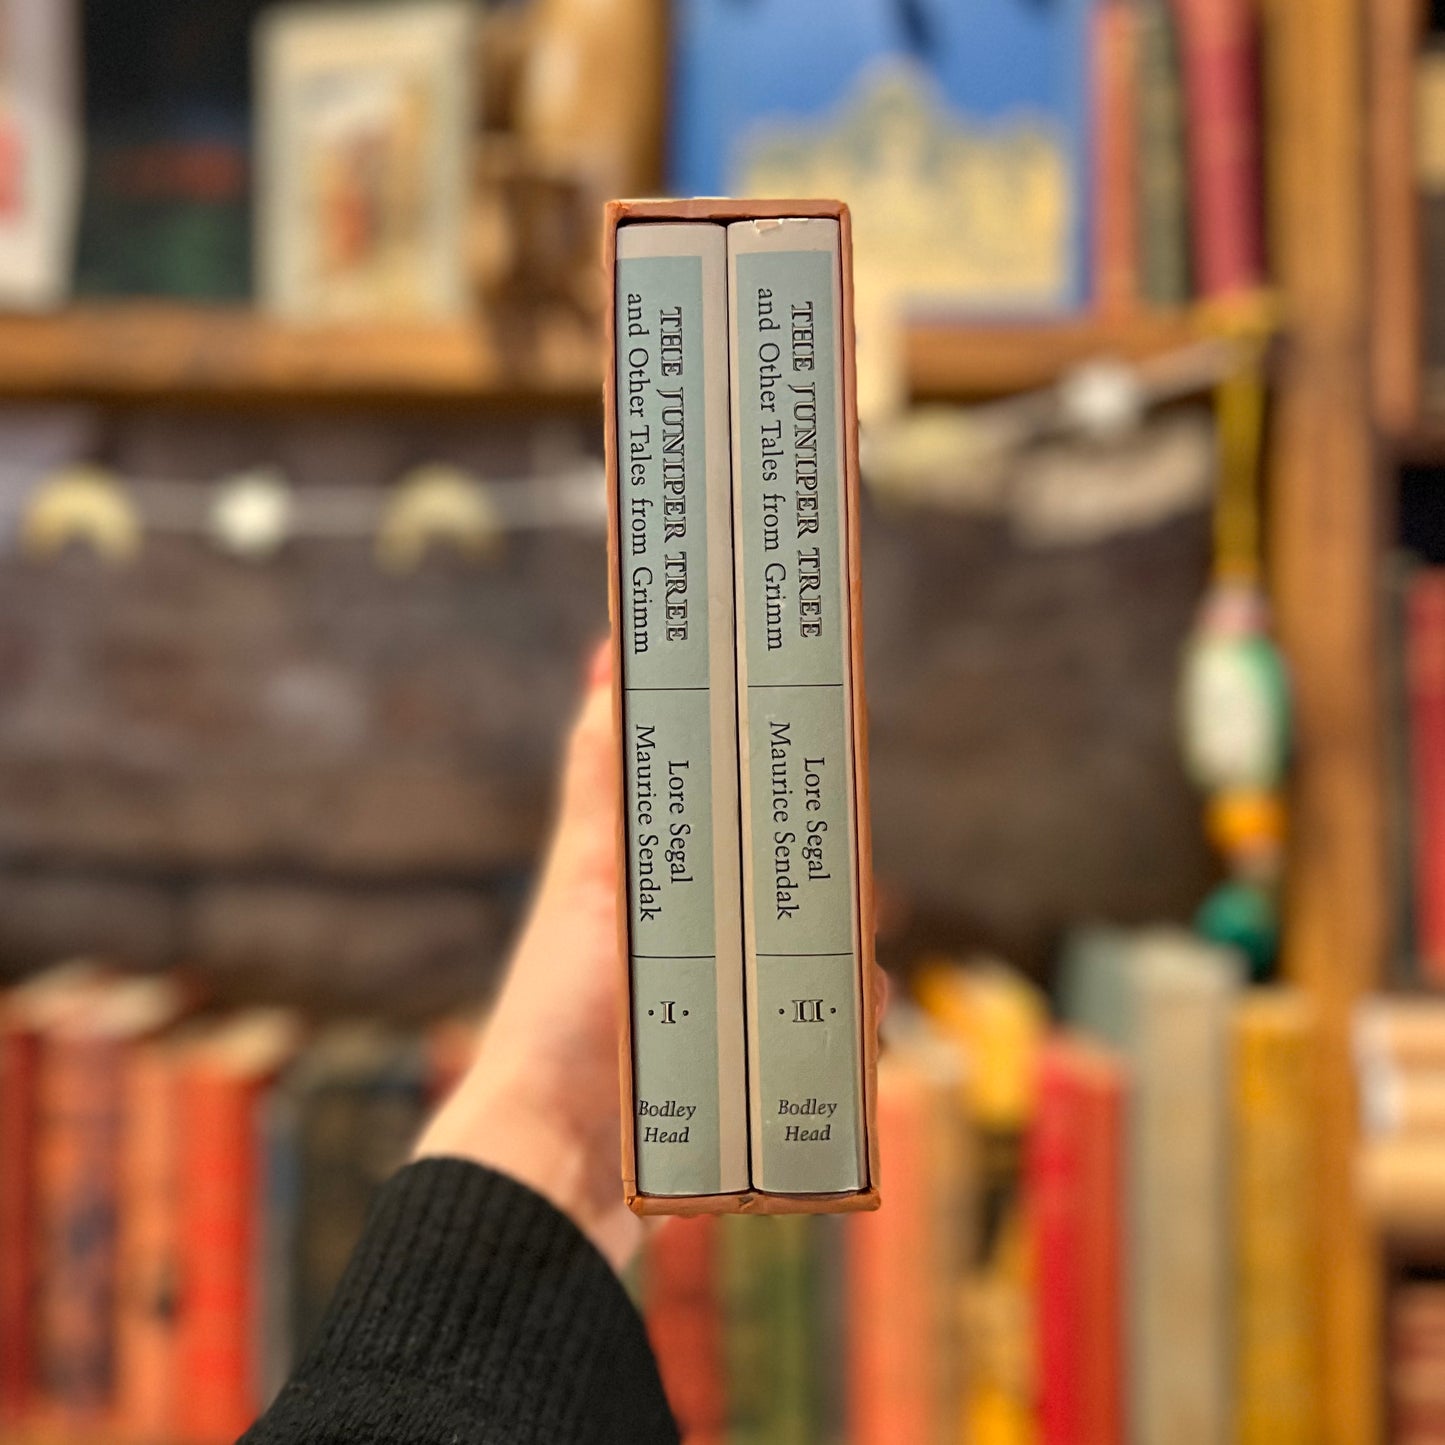 THE JUNIPER TREE
and Other Tales from Grimm
Lore Segal
Maurice Sendak
·I·
Bodley
Head
THE JUNIPER TREE
and Other Tales from Grimm
Lore Segal
Maurice Sendak
·II·
Bodley
Head